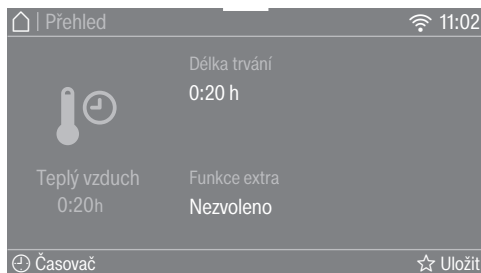 | Přehled 11:02
Délka trvání
0:20 h
Teplý vzduch
0:20h
Funkce extra
Nezvoleno
Časovač Uložit